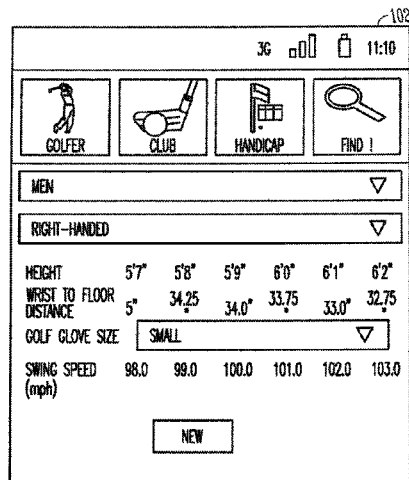 102
3G 11:10
GOLFER CLUB HANDICAP FIND !
MEN
RIGHT-HANDED
HEIGHT 5'7" 5'8" 5'9" 6'0" 6'1" 6'2"
WRIST TO FLOOR DISTANCE 5" 34.25" 34.0" 33.75" 33.0" 32.75"
GOLF GLOVE SIZE SMALL
SWING SPEED (mph) 98.0 99.0 100.0 101.0 102.0 103.0
NEW